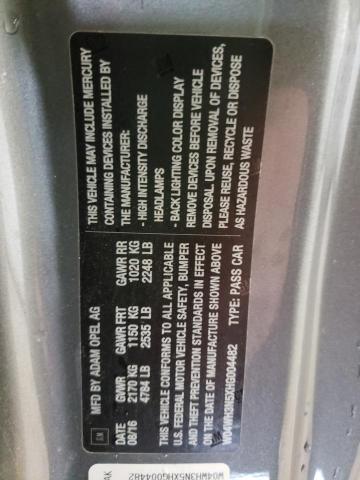 MFD BY ADAM OPEL AG
DATE GVWR GAWR FRT GAWR RR
08/16 2170 KG 1150 KG 1020 KG
4784 LB 2535 LB 2248 LB
THIS VEHICLE CONFORMS TO ALL APPLICABLE
U.S. FEDERAL MOTOR VEHICLE SAFETY, BUMPER
AND THEFT PREVENTION STANDARDS IN EFFECT
ON THE DATE OF MANUFACTURE SHOWN ABOVE
W04WH3N5XHG004482 TYPE: PASS CAR
THIS VEHICLE MAY INCLUDE MERCURY
CONTAINING DEVICES INSTALLED BY
THE MANUFACTURER:
- HIGH INTENSITY DISCHARGE
HEADLAMPS
- BACK LIGHTING COLOR DISPLAY
REMOVE DEVICES BEFORE VEHICLE
DISPOSAL. UPON REMOVAL OF DEVICES,
PLEASE REUSE, RECYCLE OR DISPOSE
AS HAZARDOUS WASTE
GM
W04WH3N5XHG004482